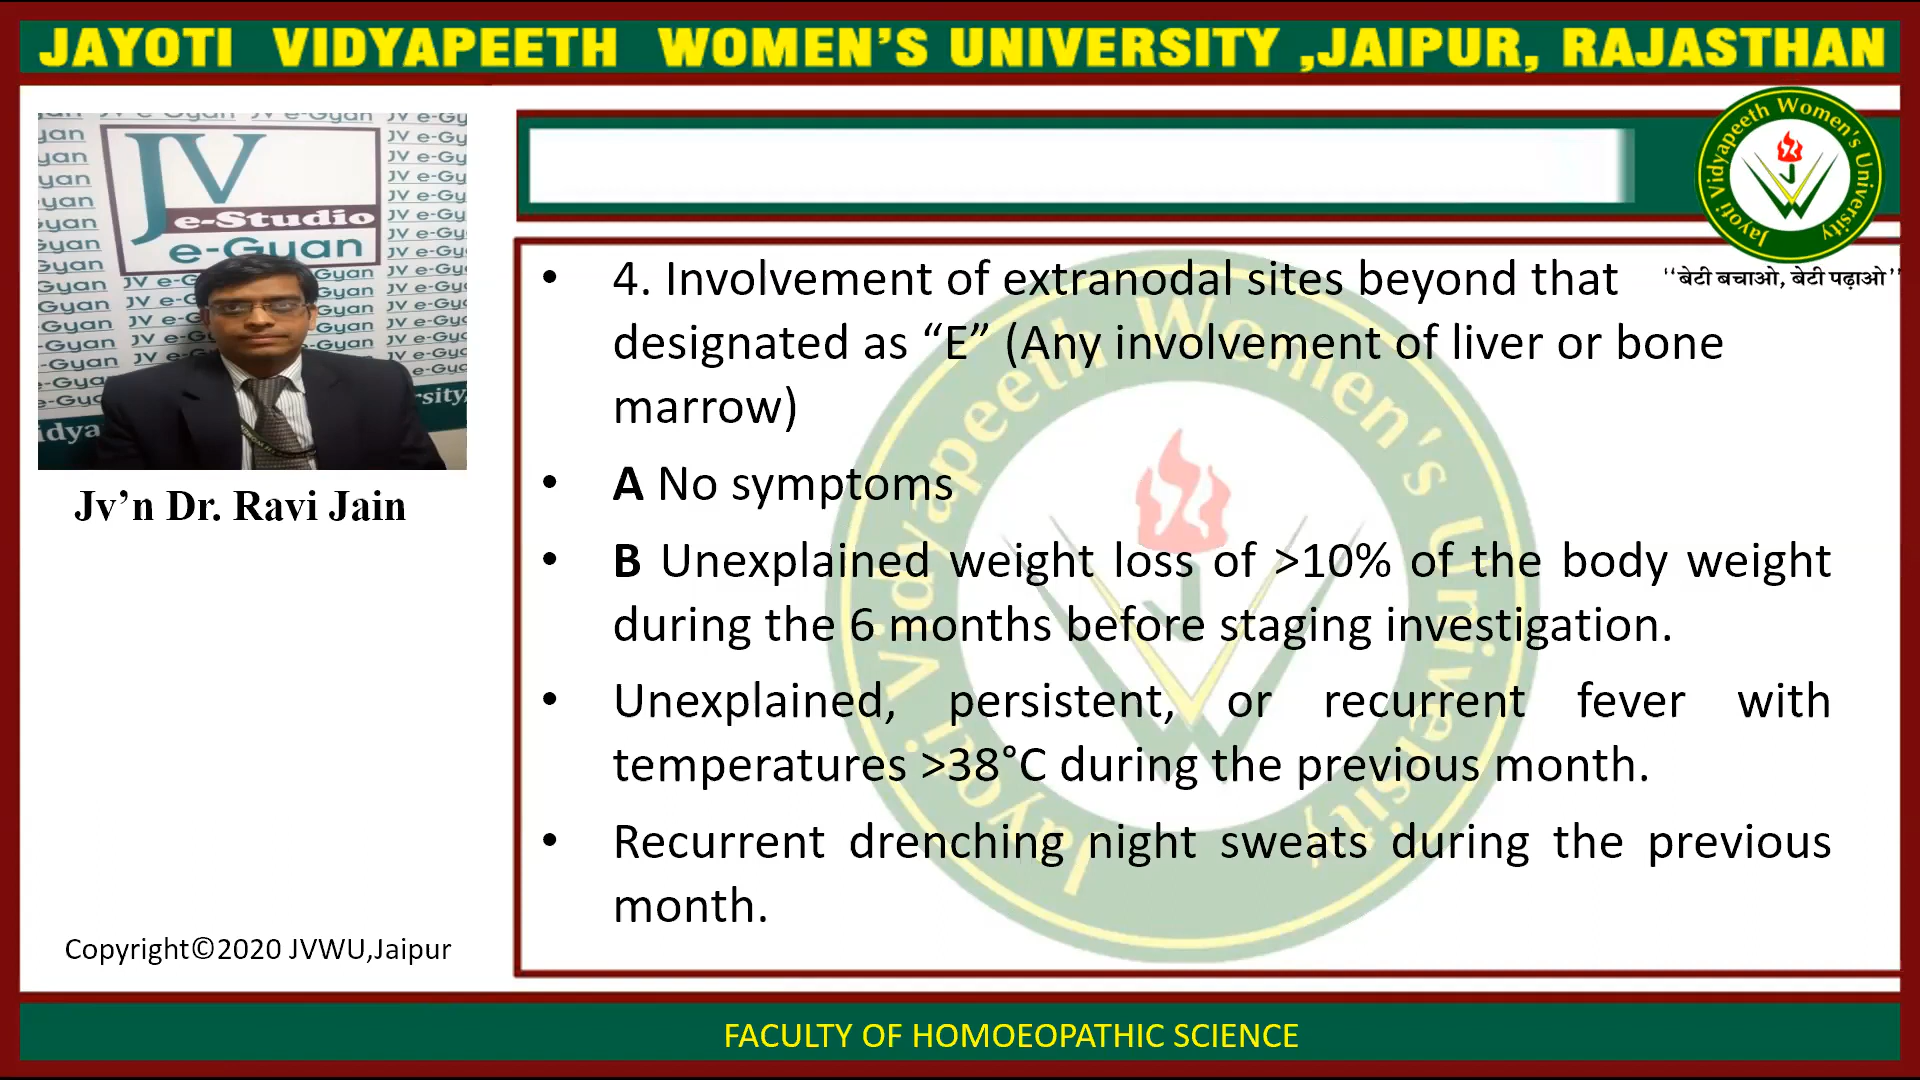 JAYOTI VIDYAPEETH WOMEN’S UNIVERSITY ,JAIPUR, RAJASTHAN
JV
e-Studio
e-Gyan
Jv’n Dr. Ravi Jain
Copyright©2020 JVWU,Jaipur
Jayoti Vidyapeeth Women's University
‘‘बेटी बचाओ, बेटी पढ़ाओ’’
• 4. Involvement of extranodal sites beyond that
designated as “E” (Any involvement of liver or bone
marrow)
• A No symptoms
• B Unexplained weight loss of >10% of the body weight
during the 6 months before staging investigation.
• Unexplained, persistent, or recurrent fever with
temperatures >38°C during the previous month.
• Recurrent drenching night sweats during the previous
month.
FACULTY OF HOMOEOPATHIC SCIENCE